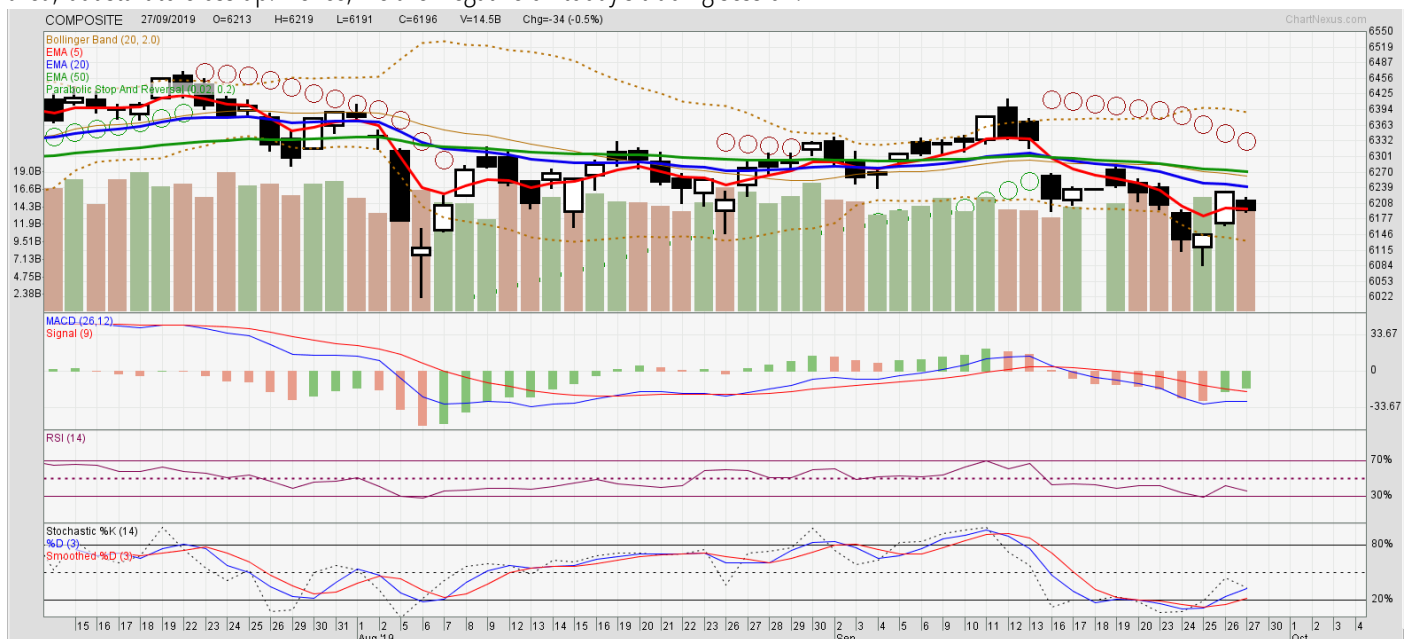 COMPOSITE 27/09/2019 O=6213 H=6219 L=6191 C=6196 V=14.5B Chg=-34 (-0.5%) ChartNexus.com
Bollinger Band (20, 2.0)
EMA (5)
EMA (20)
EMA (50)
Parabolic Stop And Reversal (0.02, 0.2)
6550
6519
6487
6456
6425
6394
6363
6332
6301
6270
6239
6208
6177
6146
6115
6084
6053
6022
19.0B
16.6B
14.3B
11.9B
9.51B
7.13B
4.75B
2.38B
MACD (26,12)
Signal (9)
33.67
0
-33.67
RSI (14)
70%
30%
Stochastic %K (14)
%D (3)
Smoothed %D (3)
80%
20%
15 16 17 18 19 22 23 24 25 26 29 30 31 1 2 5 6 7 8 9 12 13 14 15 16 19 20 21 22 23 26 27 28 29 30 2 3 4 5 6 9 10 11 12 13 16 17 18 19 20 23 24 25 26 27 30 1 2 3 4
Aug '19 Sep Oct